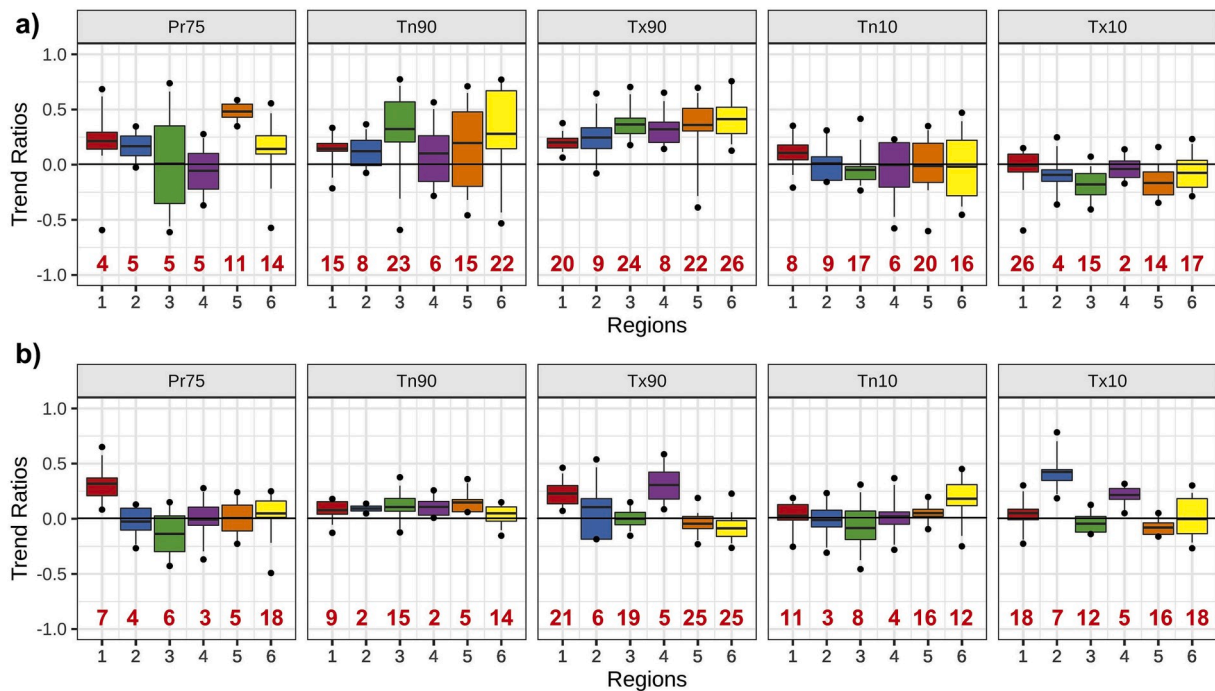 a)
Pr75 Tn90 Tx90 Tn10 Tx10
Trend Ratios
1.0
0.5
0.0
-0.5
-1.0
4 5 5 5 11 14 15 8 23 6 15 22 20 9 24 8 22 26 8 9 17 6 20 16 26 4 15 2 14 17
1 2 3 4 5 6 1 2 3 4 5 6 1 2 3 4 5 6 1 2 3 4 5 6 1 2 3 4 5 6
Regions
b)
Pr75 Tn90 Tx90 Tn10 Tx10
Trend Ratios
1.0
0.5
0.0
-0.5
-1.0
7 4 6 3 5 18 9 2 15 2 5 14 21 6 19 5 25 25 11 3 8 4 16 12 18 7 12 5 16 18
1 2 3 4 5 6 1 2 3 4 5 6 1 2 3 4 5 6 1 2 3 4 5 6 1 2 3 4 5 6
Regions